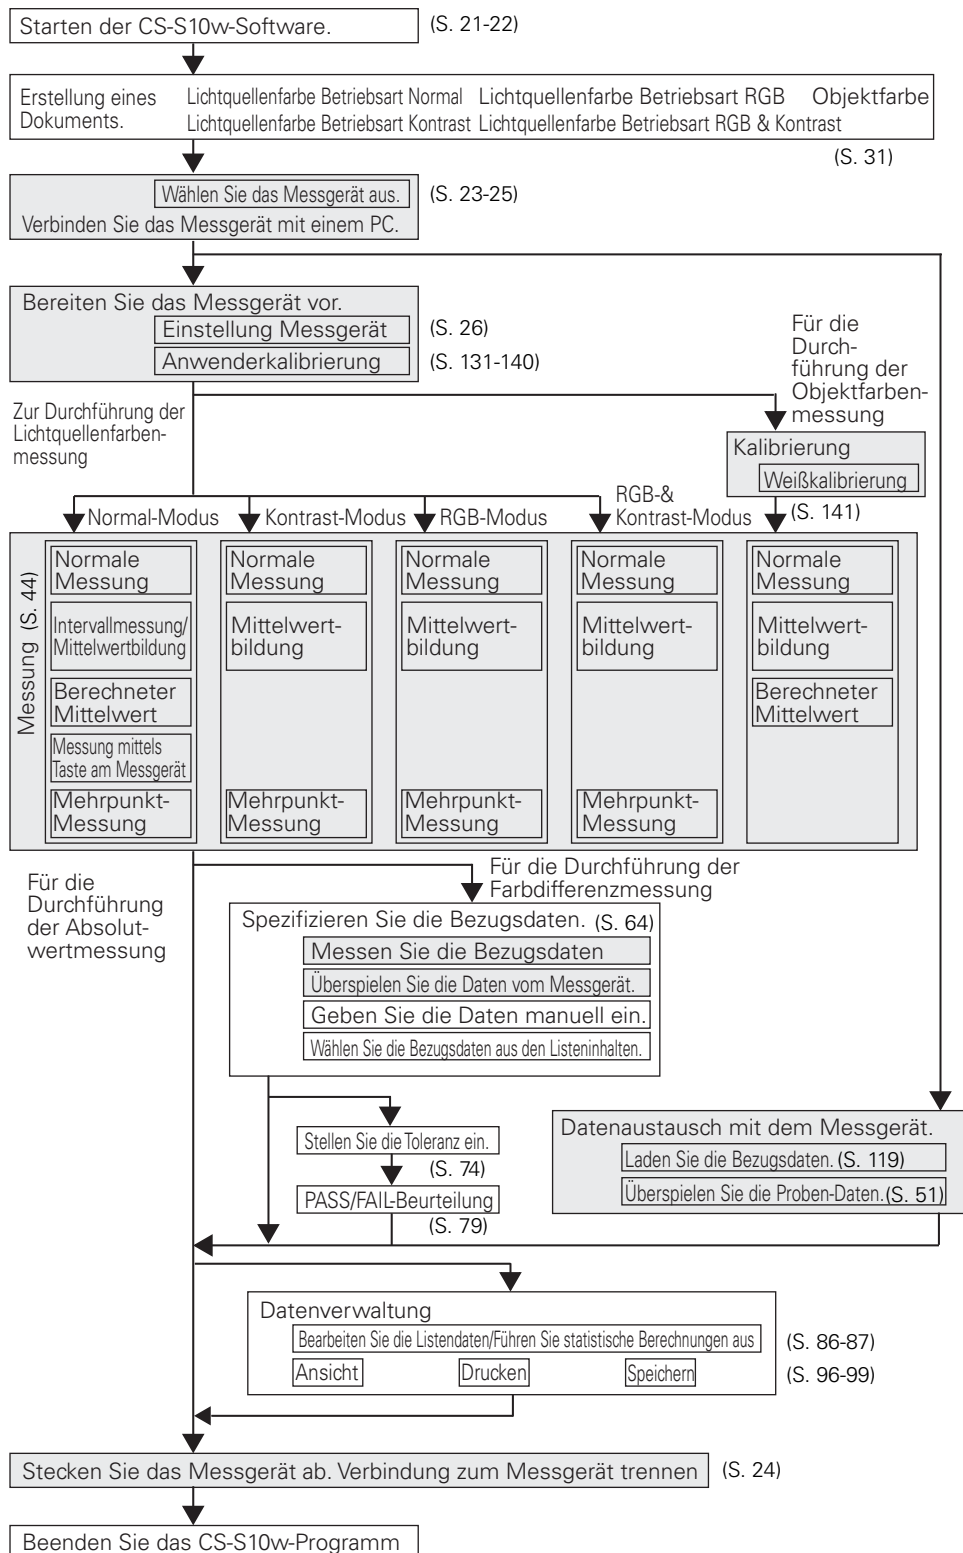 Starten der CS-S10w-Software. (S. 21-22)
Erstellung eines Dokuments.
Lichtquellenfarbe Betriebsart Normal Lichtquellenfarbe Betriebsart RGB Objektfarbe
Lichtquellenfarbe Betriebsart Kontrast Lichtquellenfarbe Betriebsart RGB & Kontrast
(S. 31)
Wählen Sie das Messgerät aus. (S. 23-25)
Verbinden Sie das Messgerät mit einem PC.
Bereiten Sie das Messgerät vor.
Einstellung Messgerät (S. 26)
Anwenderkalibrierung (S. 131-140)
Für die
Durch-
führung der
Objektfarben-
messung
Zur Durchführung der
Lichtquellenfarben-
messung
Kalibrierung
Weißkalibrierung
(S. 141)
Normal-Modus
Kontrast-Modus
RGB-Modus
RGB-&
Kontrast-Modus
Messung (S. 44)
Normale
Messung
Intervallmessung/
Mittelwertbildung
Berechneter
Mittelwert
Messung mittels
Taste am Messgerät
Mehrpunkt-
Messung
Normale
Messung
Mittelwert-
bildung
Mehrpunkt-
Messung
Normale
Messung
Mittelwert-
bildung
Mehrpunkt-
Messung
Normale
Messung
Mittelwert-
bildung
Mehrpunkt-
Messung
Normale
Messung
Mittelwert-
bildung
Berechneter
Mittelwert
Für die
Durchführung
der Absolut-
wertmessung
Für die Durchführung der
Farbdifferenzmessung
Spezifizieren Sie die Bezugsdaten. (S. 64)
Messen Sie die Bezugsdaten
Überspielen Sie die Daten vom Messgerät.
Geben Sie die Daten manuell ein.
Wählen Sie die Bezugsdaten aus den Listeninhalten.
Stellen Sie die Toleranz ein.
(S. 74)
PASS/FAIL-Beurteilung
(S. 79)
Datenaustausch mit dem Messgerät.
Laden Sie die Bezugsdaten. (S. 119)
Überspielen Sie die Proben-Daten. (S. 51)
Datenverwaltung
Bearbeiten Sie die Listendaten/Führen Sie statistische Berechnungen aus (S. 86-87)
Ansicht Drucken Speichern (S. 96-99)
Stecken Sie das Messgerät ab. Verbindung zum Messgerät trennen (S. 24)
Beenden Sie das CS-S10w-Programm